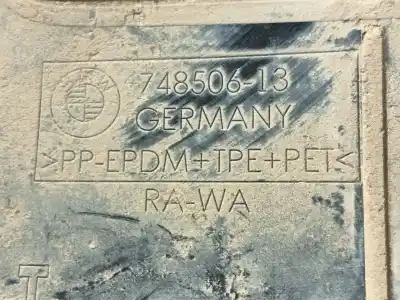 748506-13
GERMANY
>PP-EPDM+TPE+PET<
RA-WA
T